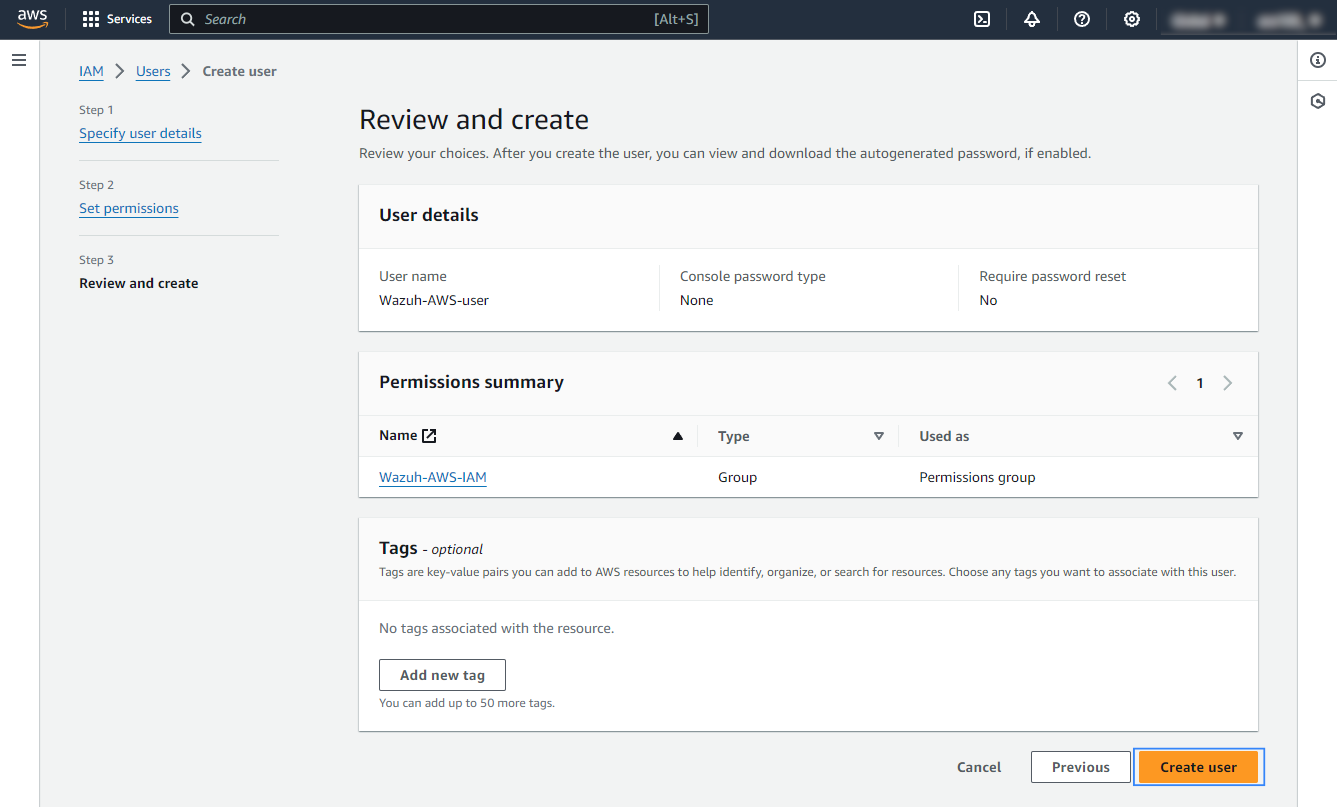 aws
Services
Search
[Alt+S]
IAM > Users > Create user
Step 1
Specify user details
Step 2
Set permissions
Step 3
Review and create
Review and create
Review your choices. After you create the user, you can view and download the autogenerated password, if enabled.
User details
User name
Wazuh-AWS-user
Console password type
None
Require password reset
No
Permissions summary
1
Name Type Used as
Wazuh-AWS-IAM Group Permissions group
Tags - optional
Tags are key-value pairs you can add to AWS resources to help identify, organize, or search for resources. Choose any tags you want to associate with this user.
No tags associated with the resource.
Add new tag
You can add up to 50 more tags.
Cancel Previous Create user